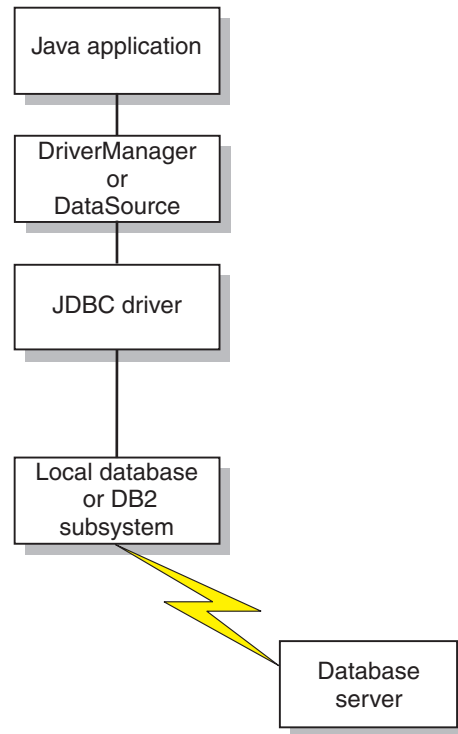 Java application
DriverManager
or
DataSource
JDBC driver
Local database
or DB2
subsystem
Database
server